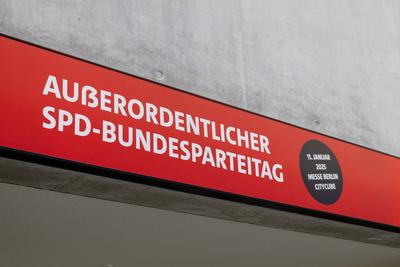 AUẞERORDENTLICHER
SPD-BUNDESPARTEITAG
11. JANUAR
2025
MESSE BERLIN
CITYCUBE